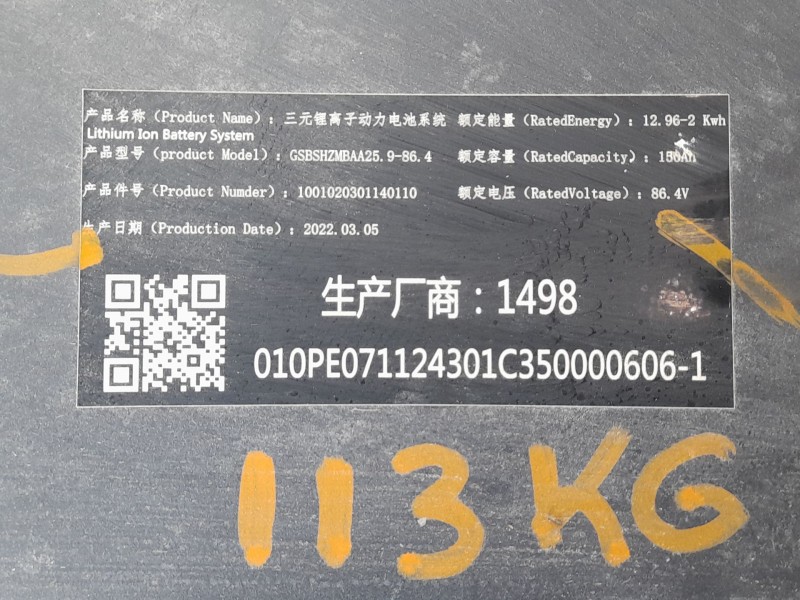 产品名称（Product Name）：三元锂离子动力电池系统 额定能量（RatedEnergy）：12.96-2 Kwh
Lithium Ion Battery System
产品型号（product Model）：GSBSHZMBAA25.9-86.4 额定容量（RatedCapacity）：150Ah
产品件号（Product Numder）：1001020301140110 额定电压（RatedVoltage）：86.4V
生产日期（Production Date）：2022.03.05
生产厂商：1498
010PE071124301C350000606-1
113KG